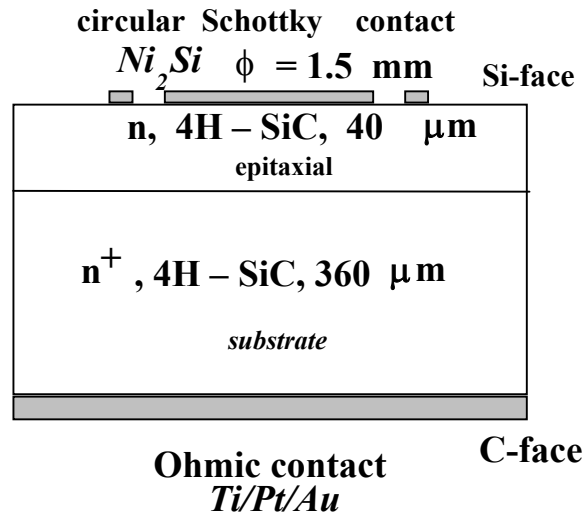 circular Schottky contact
Ni₂Si ϕ = 1.5 mm
Si-face
n, 4H – SiC, 40 μm
epitaxial
n⁺ , 4H – SiC, 360 μm
substrate
C-face
Ohmic contact
Ti/Pt/Au